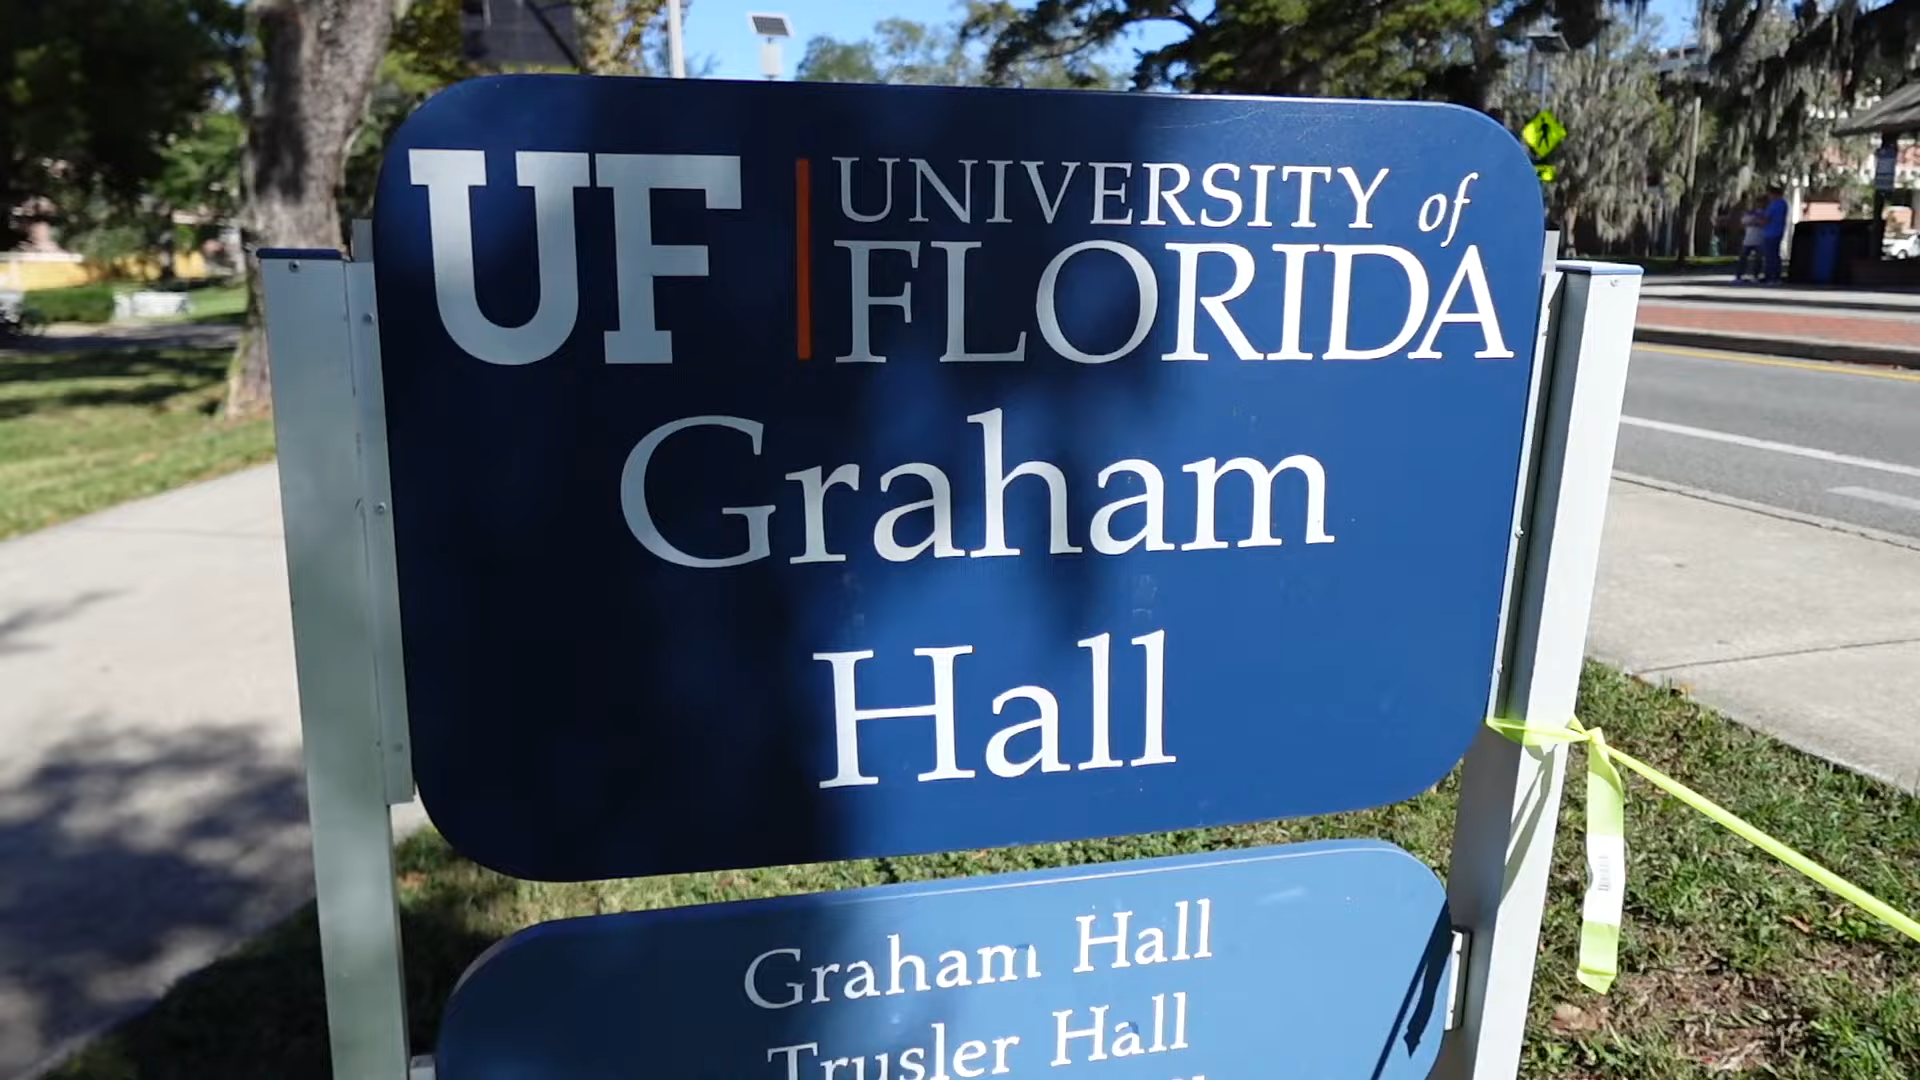 UF
UNIVERSITY of
FLORIDA
Graham
Hall
Graham Hall
Trusler Hall